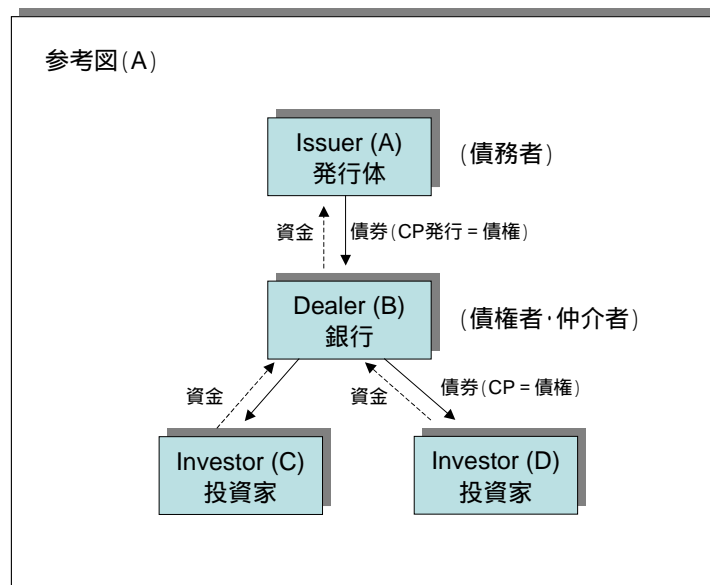 参考図(A)
Issuer (A)
発行体
(債務者)
資金
債券(CP発行=債権)
Dealer (B)
銀行
(債権者・仲介者)
資金
資金
債券(CP=債権)
Investor (C)
投資家
Investor (D)
投資家